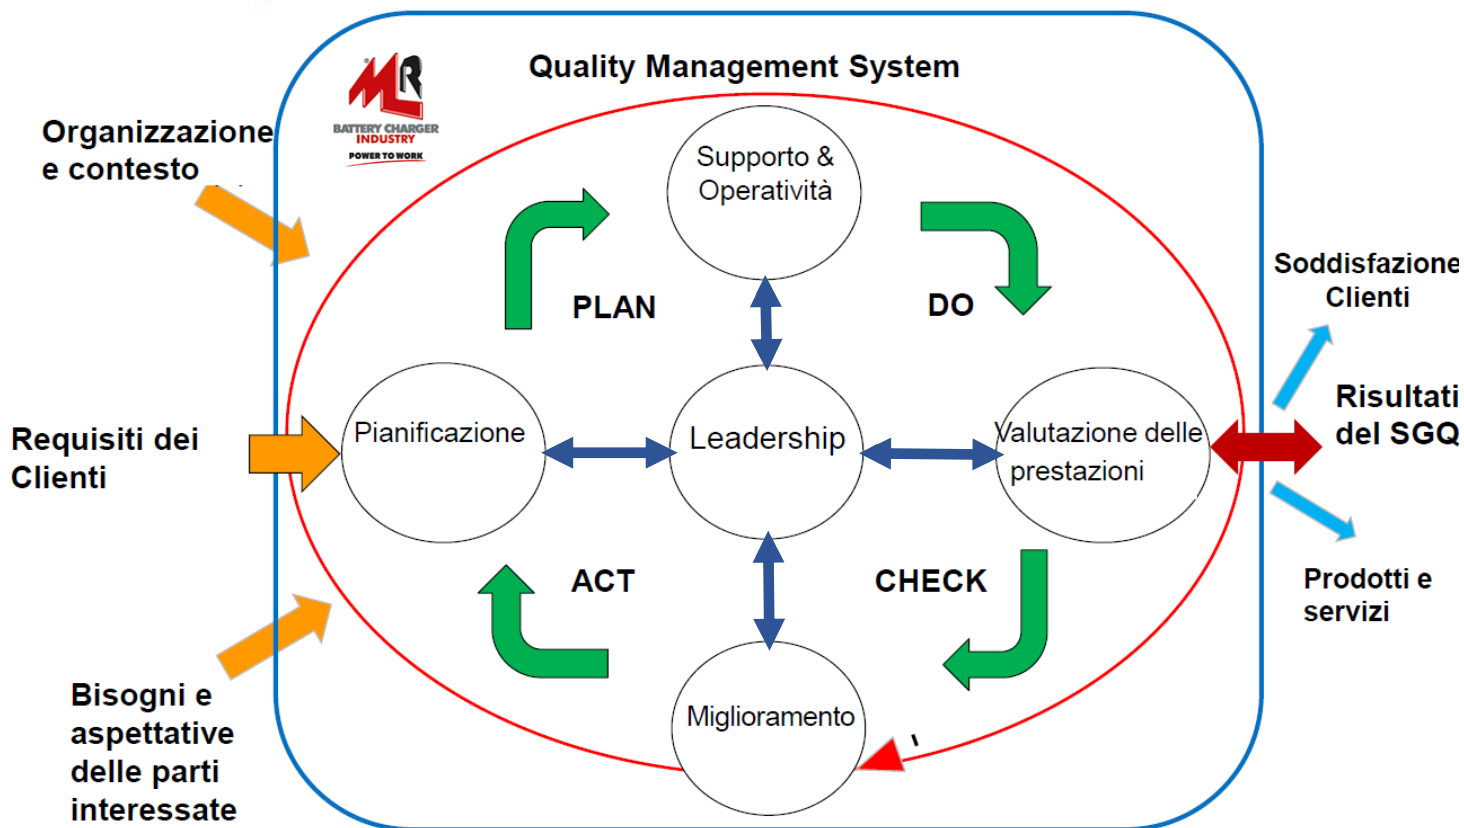 Quality Management System
MR
BATTERY CHARGER
INDUSTRY
POWER TO WORK
Organizzazione
e contesto
Supporto &
Operatività
PLAN
DO
Soddisfazione
Clienti
Requisiti dei
Clienti
Pianificazione
Leadership
Valutazione delle
prestazioni
Risultati
del SGQ
ACT
CHECK
Prodotti e
servizi
Bisogni e
aspettative
delle parti
interessate
Miglioramento